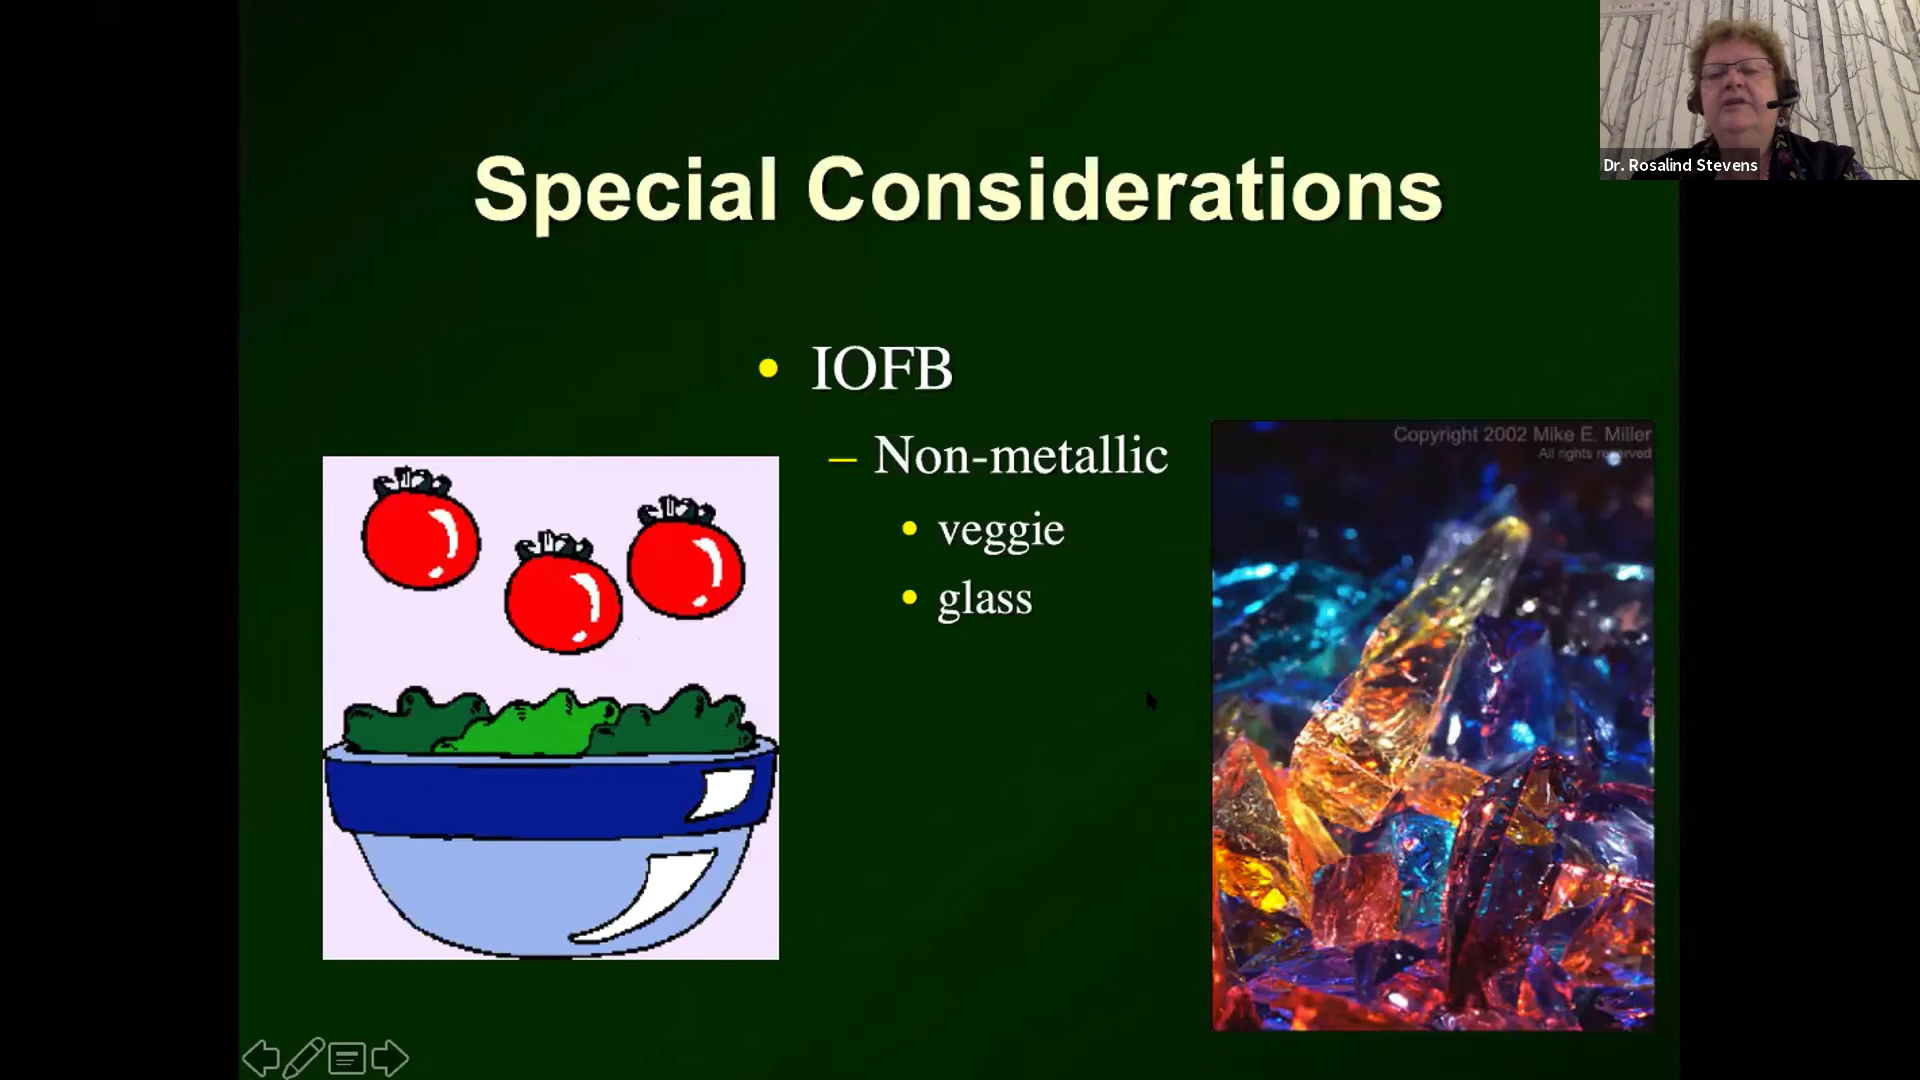 Dr. Rosalind Stevens
Special Considerations
IOFB
Non-metallic
veggie
glass
Copyright 2002 Mike E. Miller
All rights reserved